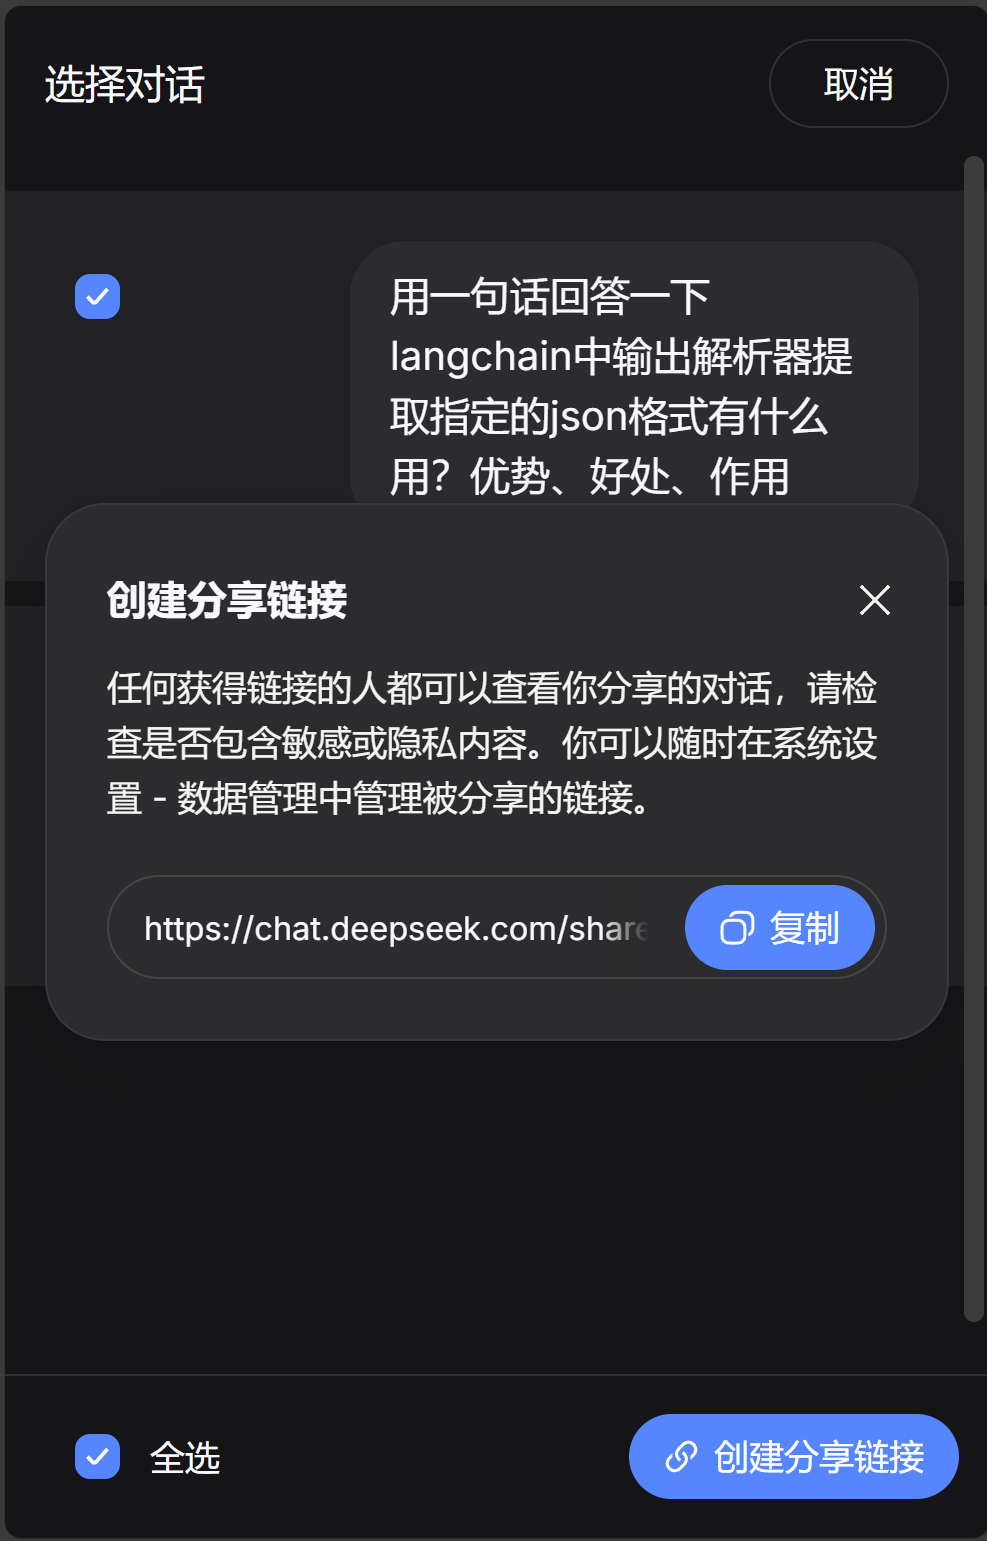 选择对话
取消
用一句话回答一下
langchain中输出解析器提
取指定的json格式有什么
用？优势、好处、作用
创建分享链接
任何获得链接的人都可以查看你分享的对话，请检
查是否包含敏感或隐私内容。你可以随时在系统设
置 - 数据管理中管理被分享的链接。
https://chat.deepseek.com/share
复制
全选
创建分享链接